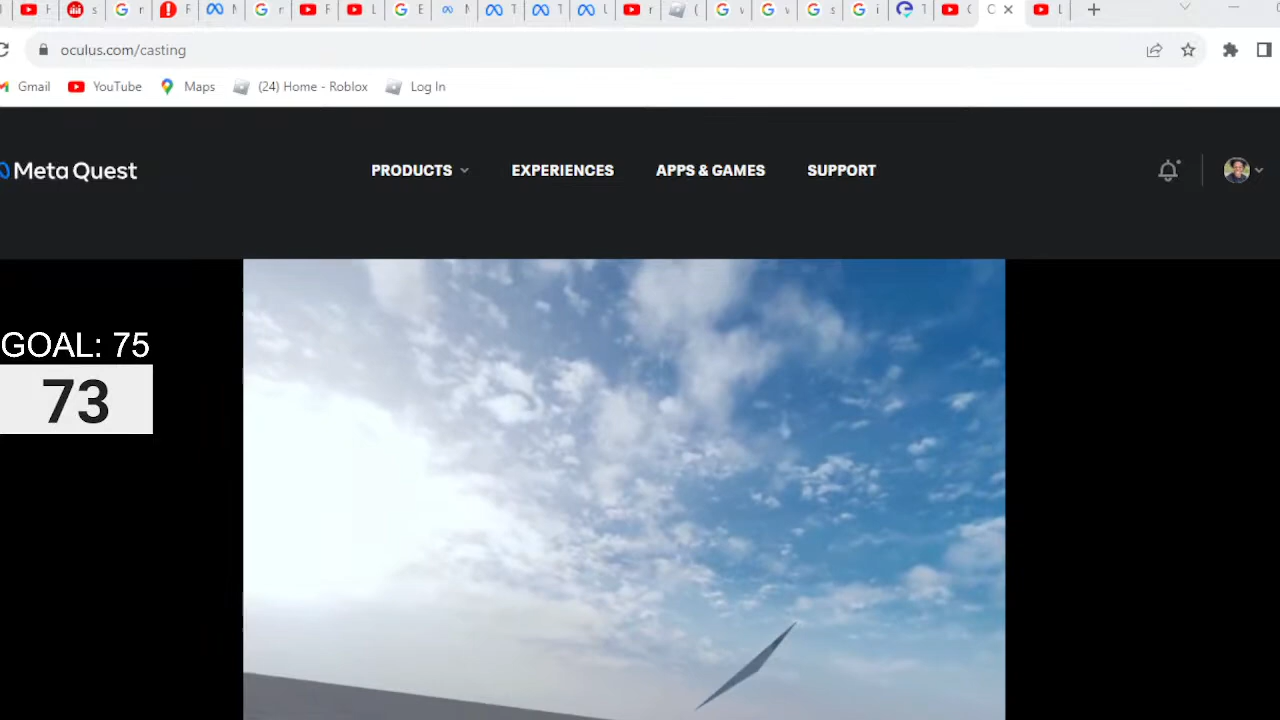 oculus.com/casting
Gmail YouTube Maps (24) Home - Roblox Log In
Meta Quest PRODUCTS EXPERIENCES APPS & GAMES SUPPORT
GOAL: 75
73